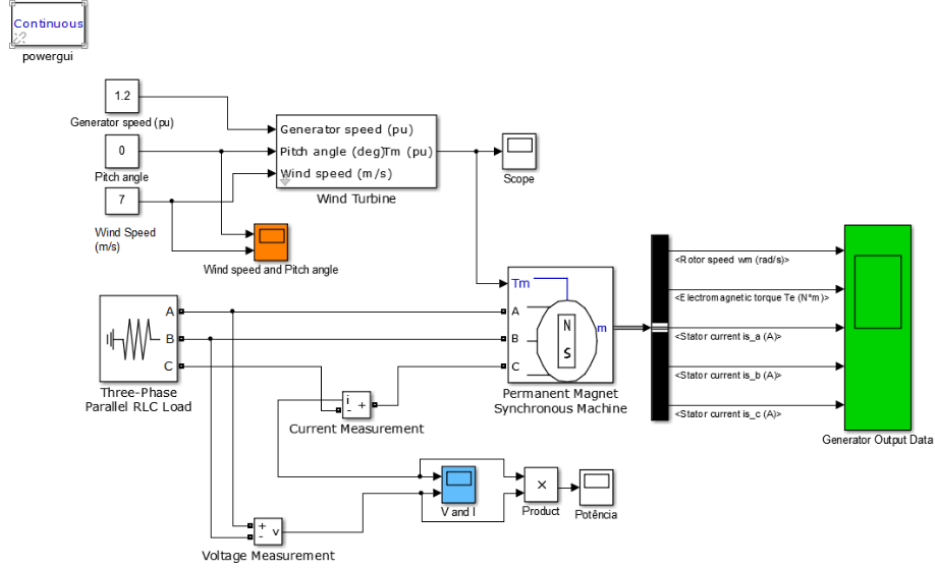 Continuous
powergui
1.2
Generator speed (pu)
0
Pitch angle
7
Wind Speed
(m/s)
Generator speed (pu)
Pitch angle (deg)Tm (pu)
Wind speed (m/s)
Wind Turbine
Scope
Wind speed and Pitch angle
A
B
C
Three-Phase
Parallel RLC Load
Tm
A
B
C
N
S
m
Permanent Magnet
Synchronous Machine
<Rotor speed wm (rad/s)>
<Electromagnetic torque Te (N*m)>
<Stator current is_a (A)>
<Stator current is_b (A)>
<Stator current is_c (A)>
Generator Output Data
i
+
-
Current Measurement
V and I
×
Product
Potência
+
-
v
Voltage Measurement